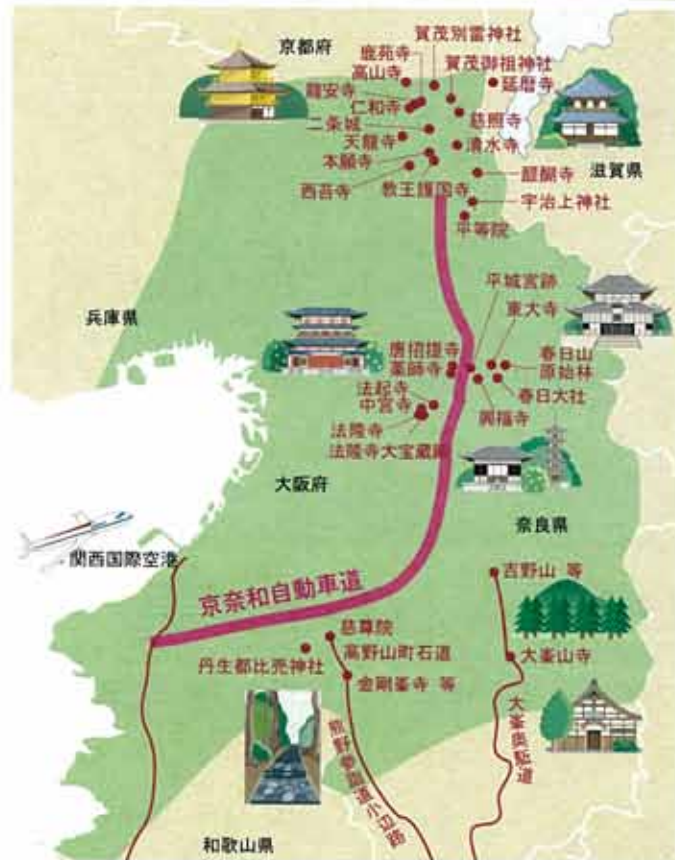 賀茂別雷神社
京都府
鹿苑寺
賀茂御祖神社
高山寺
延暦寺
龍安寺
仁和寺
慈照寺
二条城
天龍寺
清水寺
滋賀県
本願寺
醍醐寺
西芳寺
教王護国寺
宇治上神社
平等院
平城宮跡
東大寺
兵庫県
唐招提寺
薬師寺
春日山
原始林
春日大社
法起寺
中宮寺
興福寺
法隆寺
法隆寺大宝蔵殿
大阪府
奈良県
関西国際空港
吉野山 等
京奈和自動車道
慈尊院
高野山町石道
丹生都比売神社
大峯山寺
金剛峯寺 等
大峯奥駈道
熊野参詣道小辺路
和歌山県